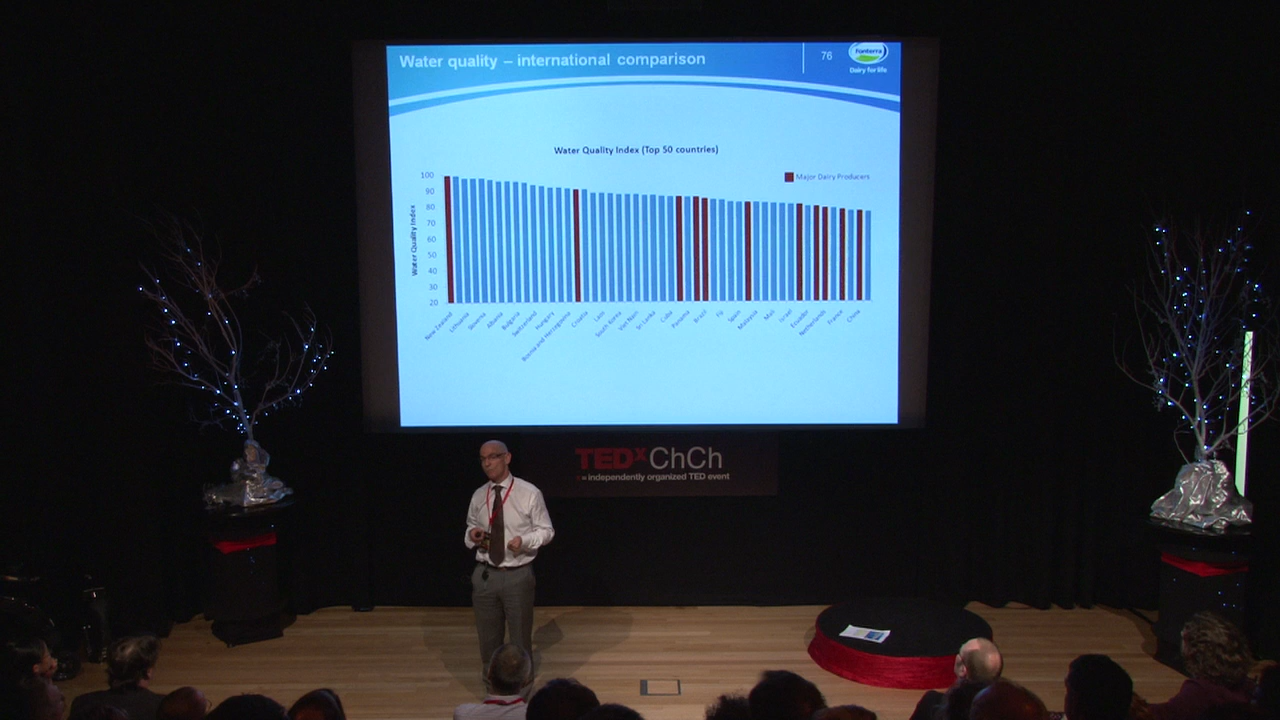 Water quality – international comparison
76
Fonterra
Dairy for life
Water Quality Index (Top 50 countries)
Major Dairy Producers
Water Quality Index
100
90
80
70
60
50
40
30
20
New Zealand
Lithuania
Slovenia
Albania
Bulgaria
Switzerland
Hungary
Bosnia and Herzegovina
Croatia
Laos
South Korea
Viet Nam
Sri Lanka
Cuba
Panama
Brazil
Fiji
Spain
Malaysia
Mali
Israel
Ecuador
Netherlands
France
China
TEDxChCh
x = independently organized TED event